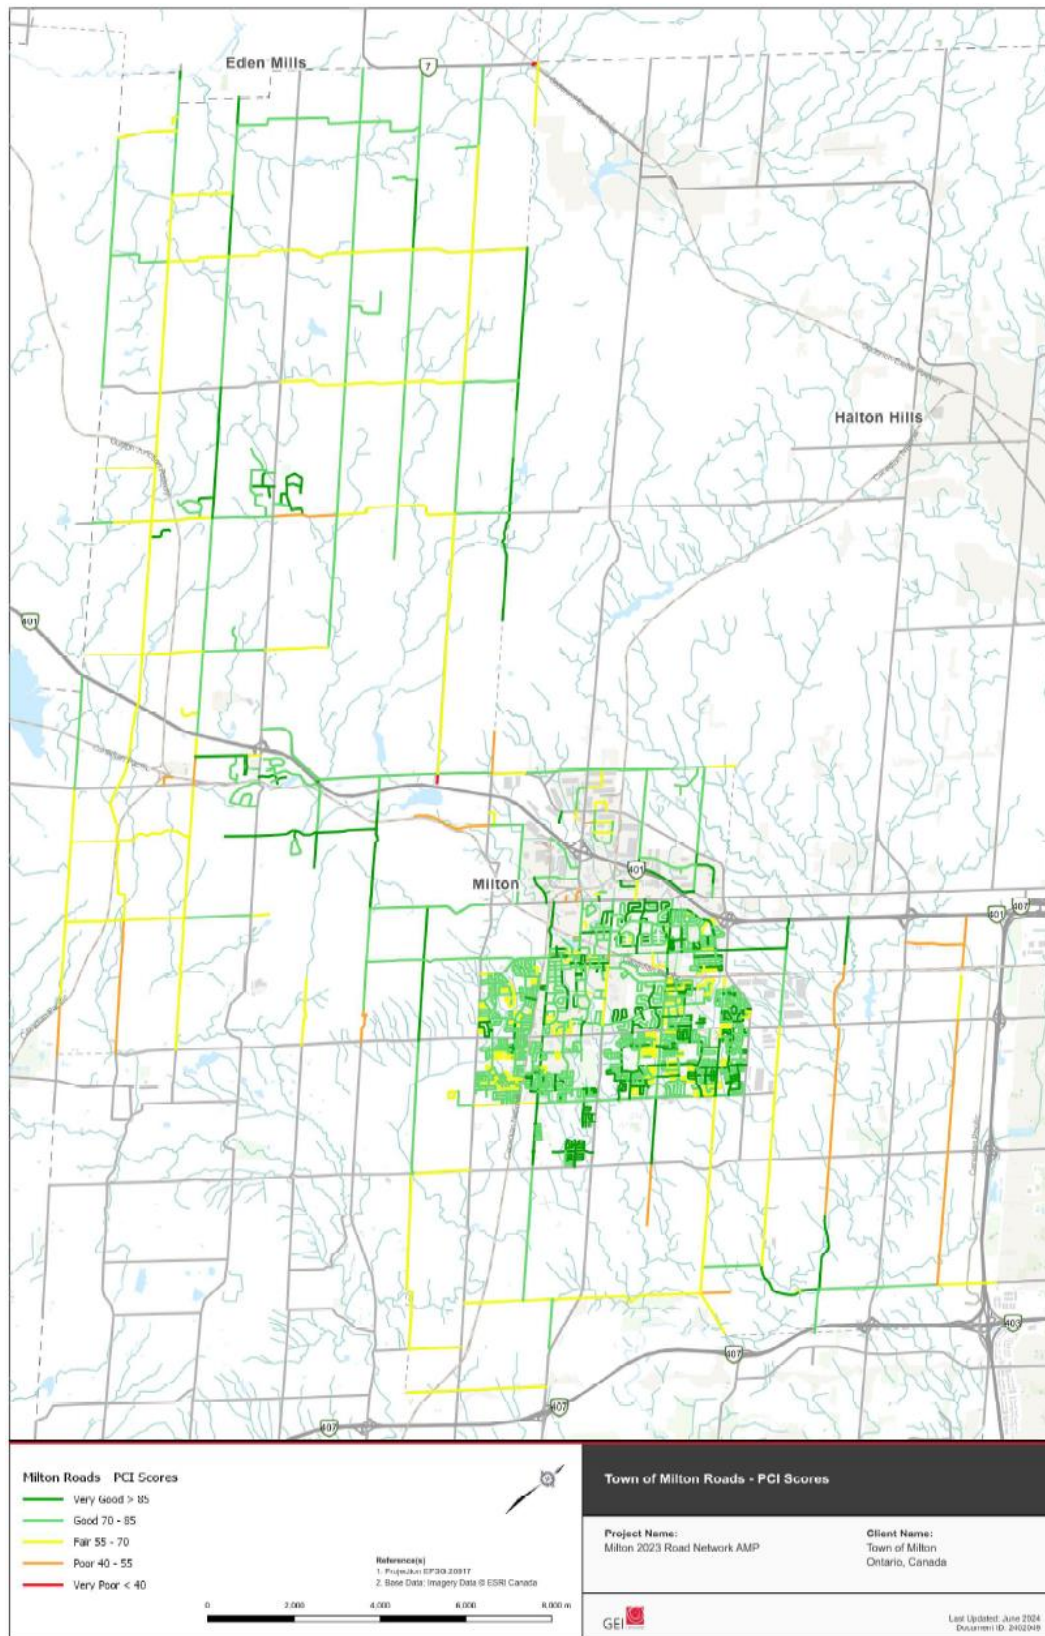 Eden Mills
7
Halton Hills
401
Milton
401
401
407
403
407
407
407
Milton Roads PCI Scores
Very Good > 85
Good 70 - 85
Fair 55 - 70
Poor 40 - 55
Very Poor < 40
Reference(s)
2. Base Data: Imagery Data © ESRI Canada
0 2,000 4,000 6,000 8,000 m
Town of Milton Roads - PCI Scores
Project Name:
Milton 2023 Road Network AMP
Client Name:
Town of Milton
Ontario, Canada
GEI
Last Updated: June 2024